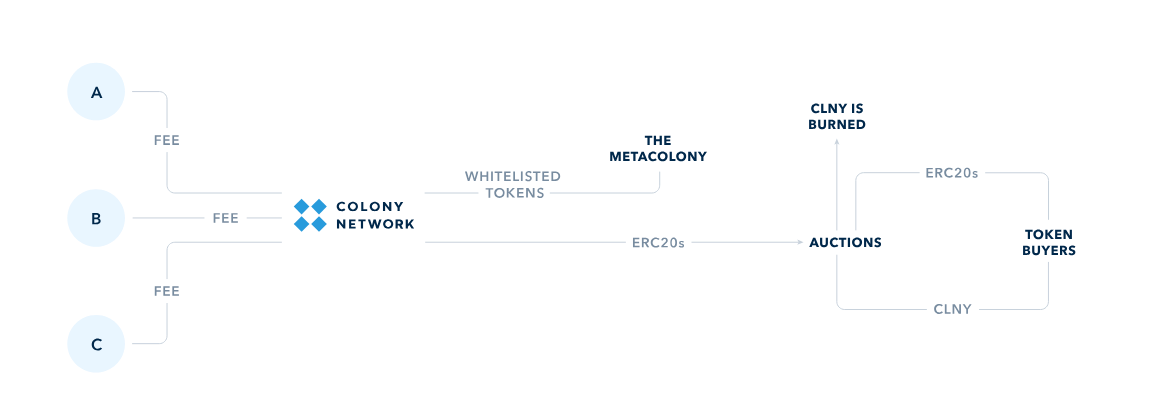 A
FEE
B
FEE
C
FEE
COLONY
NETWORK
WHITELISTED
TOKENS
THE
METACOLONY
ERC20s
CLNY IS
BURNED
AUCTIONS
ERC20s
TOKEN
BUYERS
CLNY